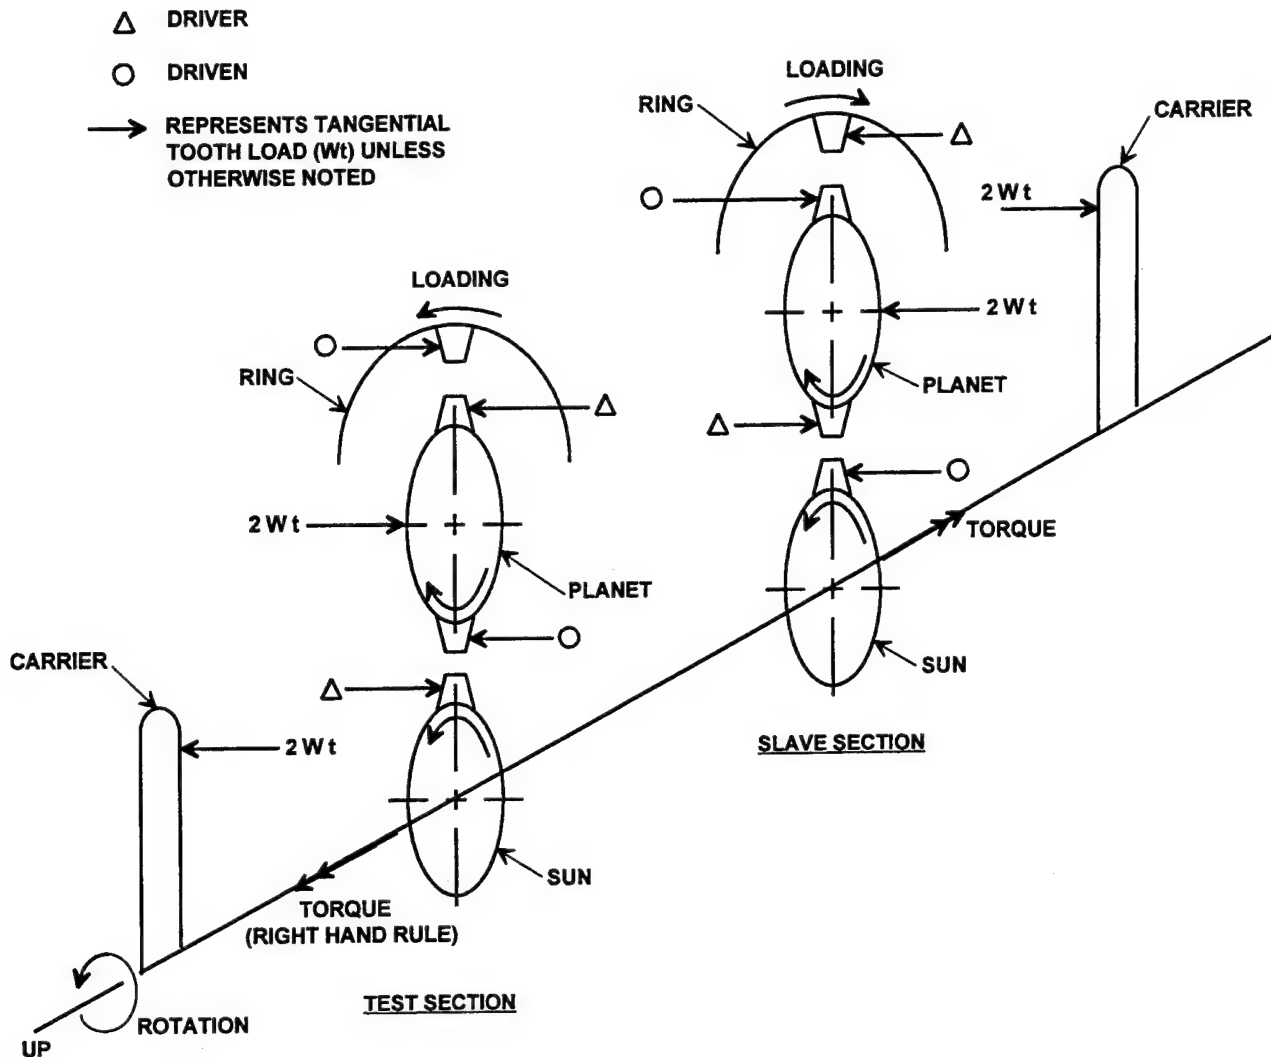 DRIVER
DRIVEN
REPRESENTS TANGENTIAL
TOOTH LOAD (Wt) UNLESS
OTHERWISE NOTED
LOADING
RING
CARRIER
2 W t
2 W t
PLANET
TORQUE
SUN
SLAVE SECTION
LOADING
RING
2 W t
PLANET
CARRIER
2 W t
SUN
TORQUE
(RIGHT HAND RULE)
TEST SECTION
ROTATION
UP